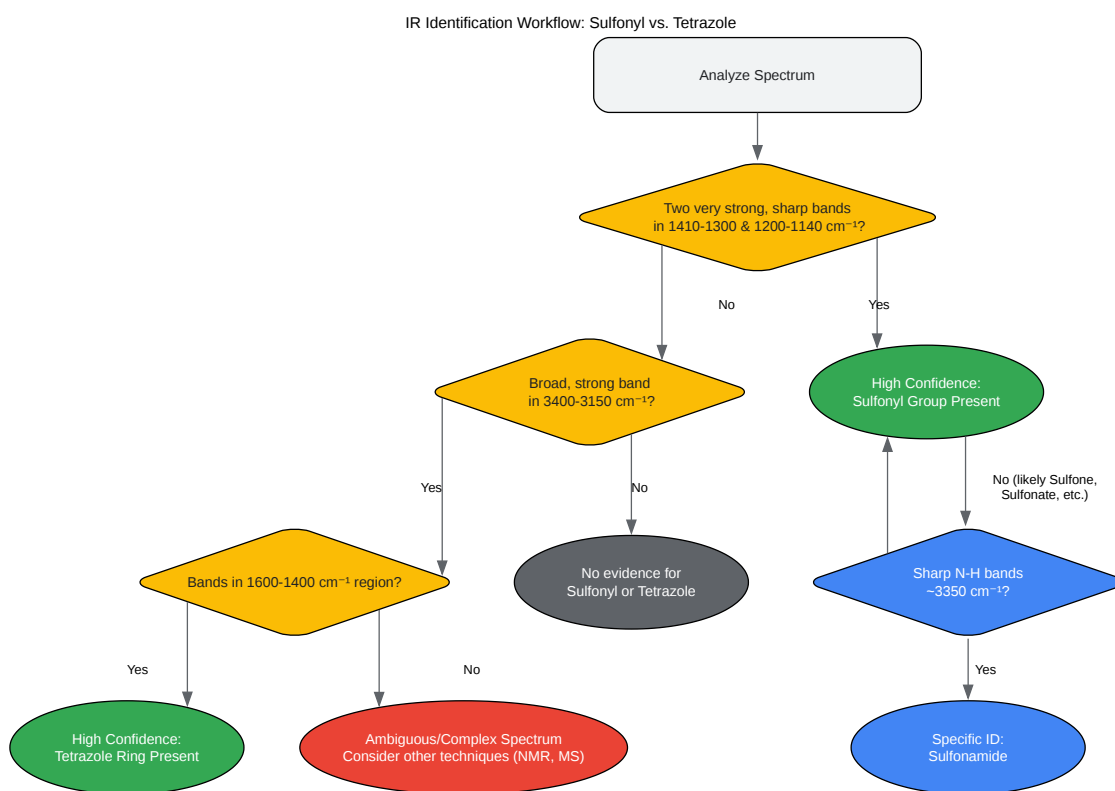 IR Identification Workflow: Sulfonyl vs. Tetrazole
Analyze Spectrum
Two very strong, sharp bands
in 1410-1300 & 1200-1140 cm⁻¹?
No
Yes
Broad, strong band
in 3400-3150 cm⁻¹?
High Confidence:
Sulfonyl Group Present
Yes
No
No (likely Sulfone,
Sulfonate, etc.)
Bands in 1600-1400 cm⁻¹ region?
No evidence for
Sulfonyl or Tetrazole
Sharp N-H bands
~3350 cm⁻¹?
Yes
No
Yes
High Confidence:
Tetrazole Ring Present
Ambiguous/Complex Spectrum
Consider other techniques (NMR, MS)
Specific ID:
Sulfonamide